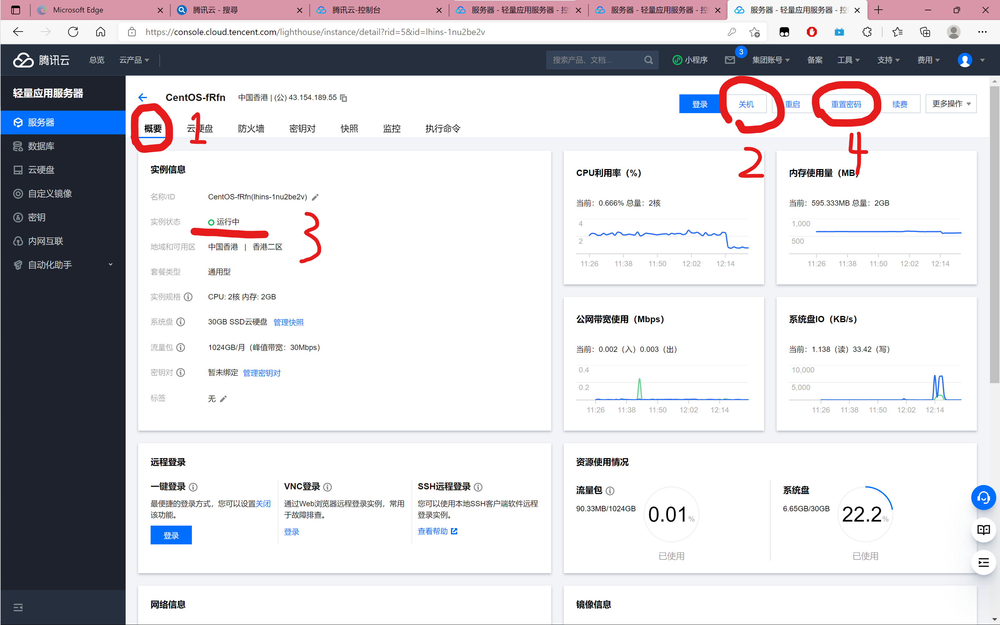 Microsoft Edge
腾讯云 - 搜尋
腾讯云-控制台
服务器 - 轻量应用服务器 - 控
服务器 - 轻量应用服务器 - 控
服务器 - 轻量应用服务器 - 控
https://console.cloud.tencent.com/lighthouse/instance/detail?rid=5&id=lhins-1nu2be2v
腾讯云
总览
云产品
搜索产品、文档...
小程序
3
集团账号
备案
工具
支持
费用
轻量应用服务器
服务器
数据库
云硬盘
自定义镜像
密钥
内网互联
自动化助手
CentOS-fRfn
中国香港 | (公) 43.154.189.55
登录
关机
重启
重置密码
续费
更多操作
概要
云硬盘
防火墙
密钥对
快照
监控
执行命令
1
2
3
4
实例信息
名称/ID CentOS-fRfn(lhins-1nu2be2v)
实例状态 运行中
地域和可用区 中国香港 | 香港二区
套餐类型 通用型
实例规格 CPU: 2核 内存: 2GB
系统盘 30GB SSD云硬盘 管理快照
流量包 1024GB/月（峰值带宽：30Mbps）
密钥对 暂未绑定 管理密钥对
标签 无
CPU利用率（%）
当前：0.666% 总量：2核
4
2
11:26 11:38 11:50 12:02 12:14
内存使用量（MB）
当前：595.333MB 总量：2GB
1,000
500
11:26 11:38 11:50 12:02 12:14
公网带宽使用（Mbps）
当前：0.002（入）0.003（出）
0.4
0.2
11:26 11:38 11:50 12:02 12:14
系统盘IO（KB/s）
当前：1.138（读）33.42（写）
10,000
5,000
11:26 11:38 11:50 12:02 12:14
远程登录
一键登录
最便捷的登录方式，您可以设置关闭
该功能。
登录
VNC登录
通过Web浏览器远程登录实例，常用
于故障排查。
登录
SSH远程登录
您可以使用本地SSH客户端软件远程
登录实例。
查看帮助
资源使用情况
流量包
90.33MB/1024GB
0.01%
已使用
系统盘
6.65GB/30GB
22.2%
已使用
网络信息
镜像信息